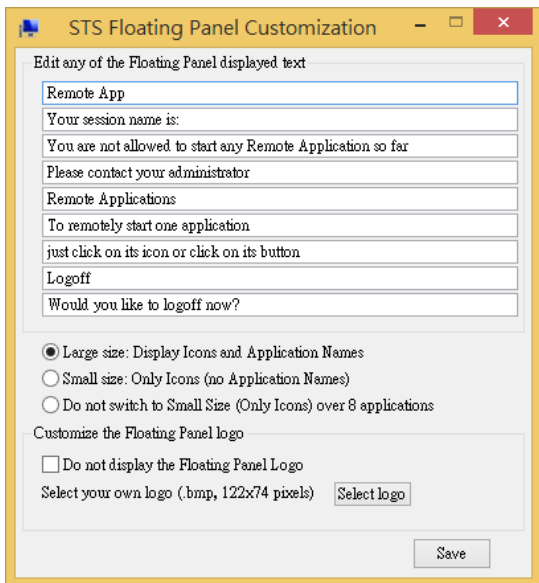 STS Floating Panel Customization
Edit any of the Floating Panel displayed text
Remote App
Your session name is:
You are not allowed to start any Remote Application so far
Please contact your administrator
Remote Applications
To remotely start one application
just click on its icon or click on its button
Logoff
Would you like to logoff now?
Large size: Display Icons and Application Names
Small size: Only Icons (no Application Names)
Do not switch to Small Size (Only Icons) over 8 applications
Customize the Floating Panel logo
Do not display the Floating Panel Logo
Select your own logo (.bmp, 122x74 pixels) Select logo
Save